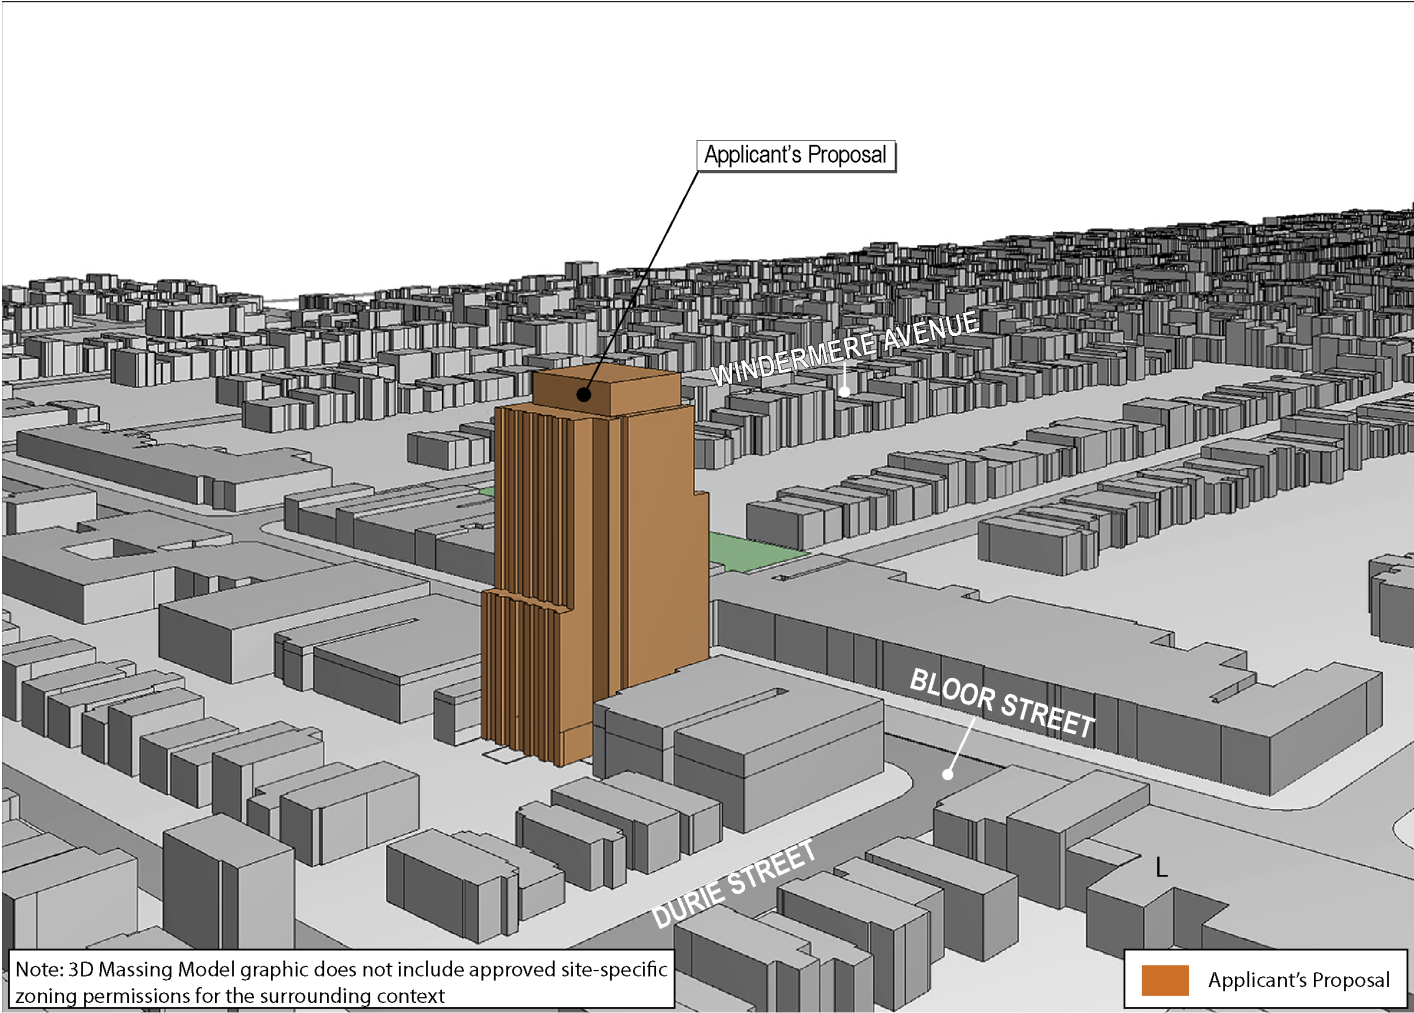 Applicant's Proposal
WINDERMERE AVENUE
BLOOR STREET
DURIE STREET
L
Note: 3D Massing Model graphic does not include approved site-specific
zoning permissions for the surrounding context
Applicant's Proposal